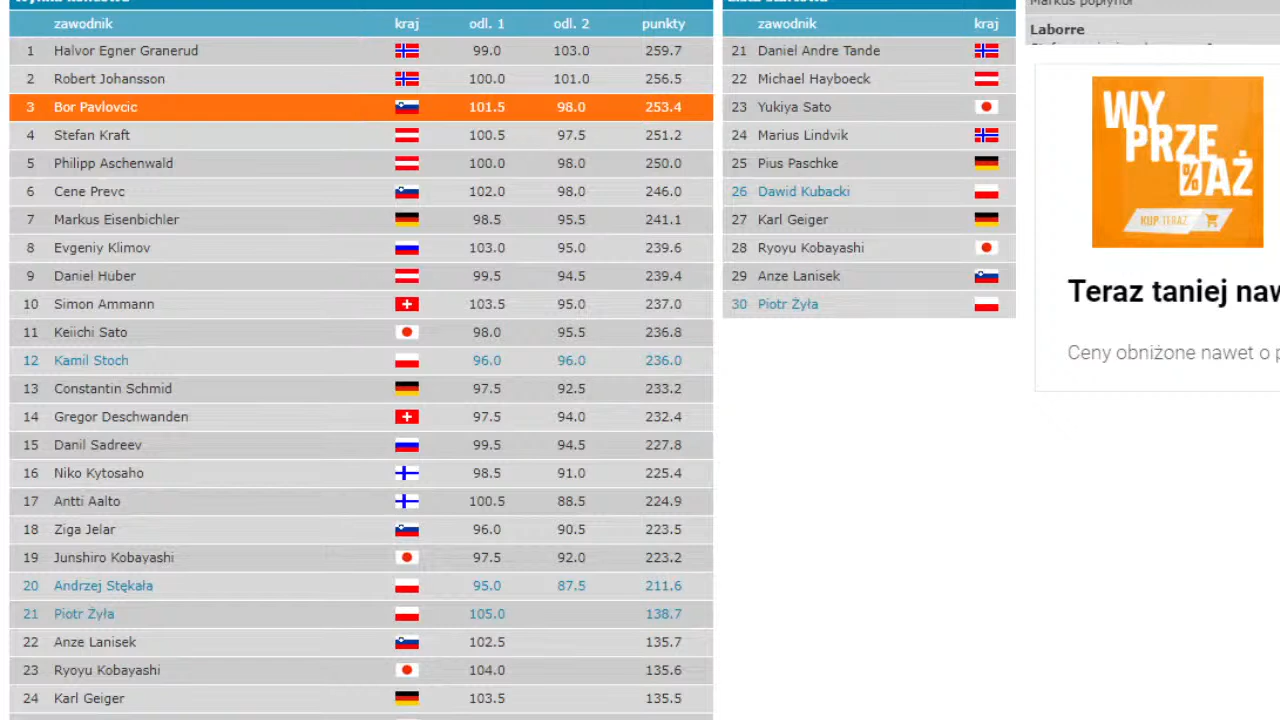 zawodnik kraj odl. 1 odl. 2 punkty
1 Halvor Egner Granerud 99.0 103.0 259.7
2 Robert Johansson 100.0 101.0 256.5
3 Bor Pavlovcic 101.5 98.0 253.4
4 Stefan Kraft 100.5 97.5 251.2
5 Philipp Aschenwald 100.0 98.0 250.0
6 Cene Prevc 102.0 98.0 246.0
7 Markus Eisenbichler 98.5 95.5 241.1
8 Evgeniy Klimov 103.0 95.0 239.6
9 Daniel Huber 99.5 94.5 239.4
10 Simon Ammann 103.5 95.0 237.0
11 Keiichi Sato 98.0 95.5 236.8
12 Kamil Stoch 96.0 96.0 236.0
13 Constantin Schmid 97.5 92.5 233.2
14 Gregor Deschwanden 97.5 94.0 232.4
15 Danil Sadreev 99.5 94.5 227.8
16 Niko Kytosaho 98.5 91.0 225.4
17 Antti Aalto 100.5 88.5 224.9
18 Ziga Jelar 96.0 90.5 223.5
19 Junshiro Kobayashi 97.5 92.0 223.2
20 Andrzej Stękała 95.0 87.5 211.6
21 Piotr Żyła 105.0 138.7
22 Anze Lanisek 102.5 135.7
23 Ryoyu Kobayashi 104.0 135.6
24 Karl Geiger 103.5 135.5
zawodnik kraj
21 Daniel Andre Tande
22 Michael Hayboeck
23 Yukiya Sato
24 Marius Lindvik
25 Pius Paschke
26 Dawid Kubacki
27 Karl Geiger
28 Ryoyu Kobayashi
29 Anze Lanisek
30 Piotr Żyła
Markus popłynoł
Laborre
WY
PRZE
%AŻ
KUP TERAZ
Teraz taniej naw
Ceny obniżone nawet o p